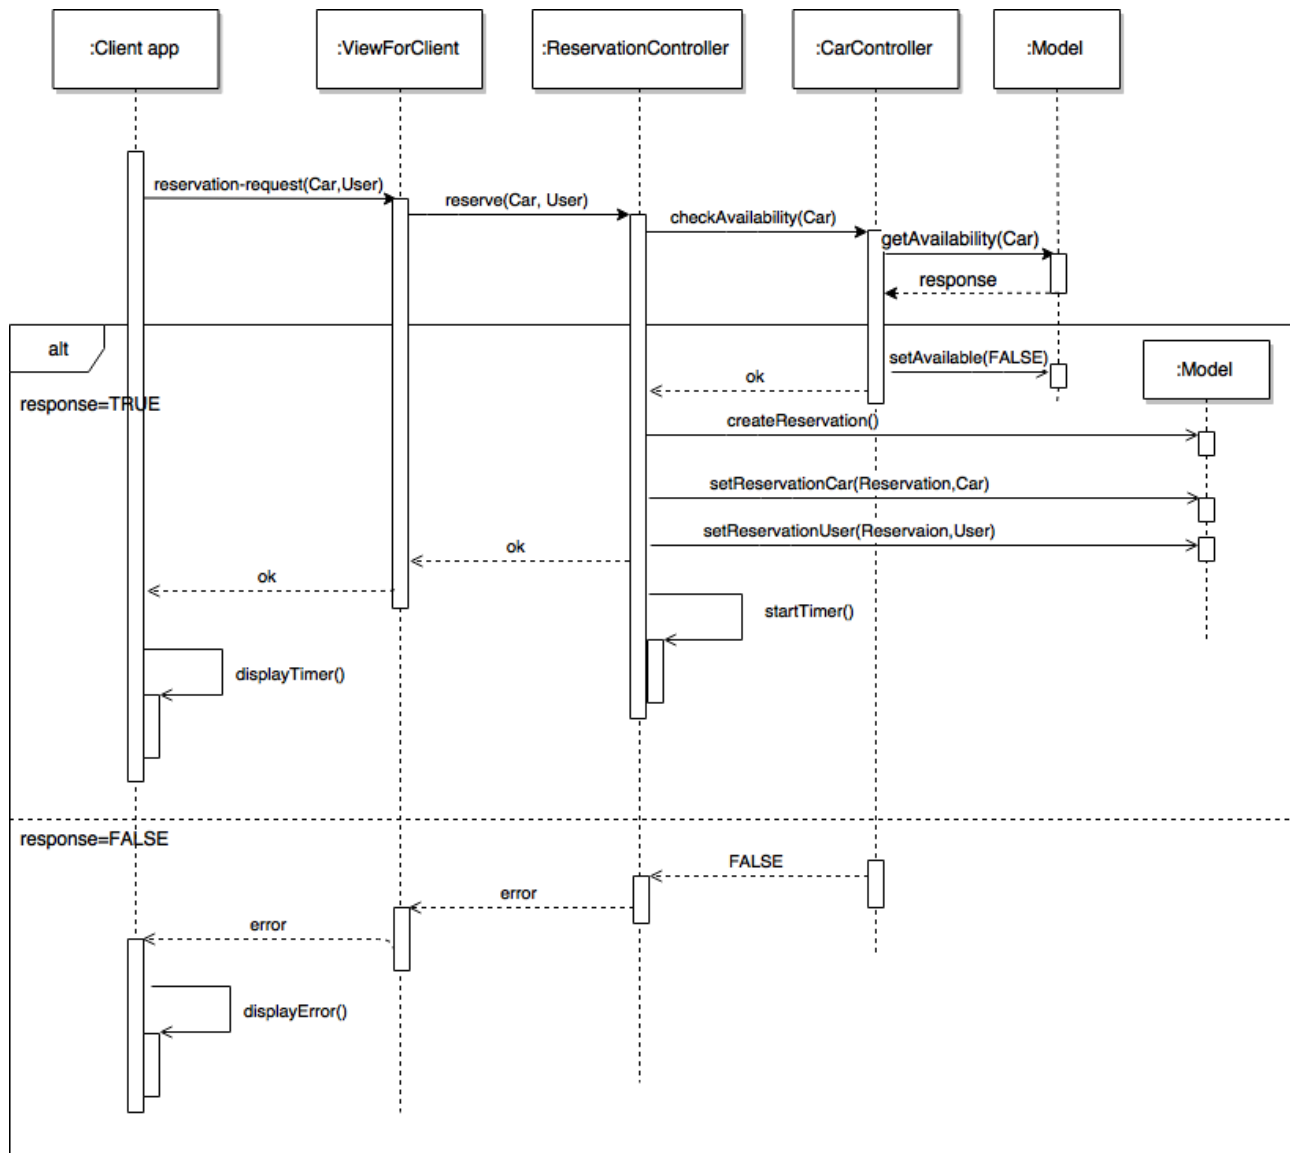 :Client app
:ViewForClient
:ReservationController
:CarController
:Model
reservation-request(Car,User)
reserve(Car, User)
checkAvailability(Car)
getAvailability(Car)
response
alt
setAvailable(FALSE)
:Model
ok
response=TRUE
createReservation()
setReservationCar(Reservation,Car)
setReservationUser(Reservaion,User)
ok
ok
startTimer()
displayTimer()
response=FALSE
FALSE
error
error
displayError()